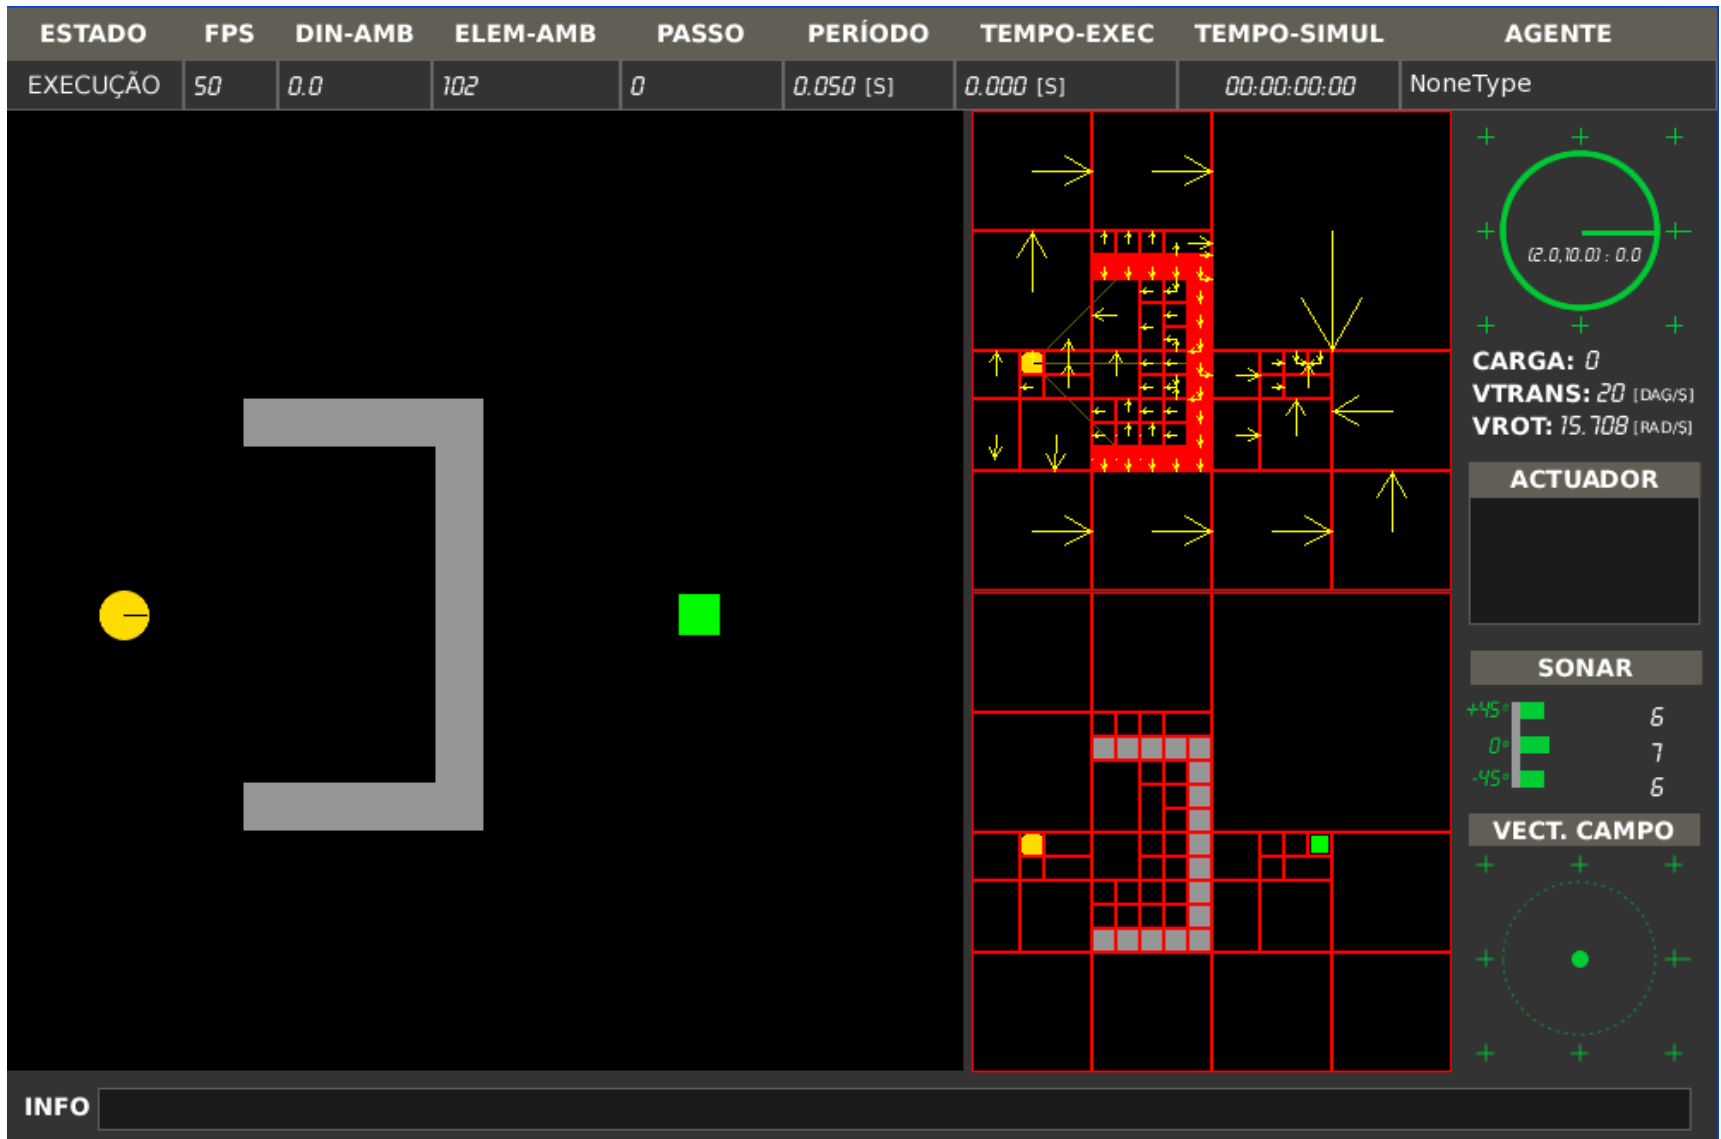 ESTADO FPS DIN-AMB ELEM-AMB PASSO PERÍODO TEMPO-EXEC TEMPO-SIMUL AGENTE
EXECUÇÃO 50 0.0 102 0 0.050 [S] 0.000 [S] 00:00:00:00 NoneType
(2.0,10.0) : 0.0
CARGA: 0
VTRANS: 20 [DAG/S]
VROT: 15.708 [RAD/S]
ACTUADOR
SONAR
+45° 6
0° 7
-45° 6
VECT. CAMPO
INFO